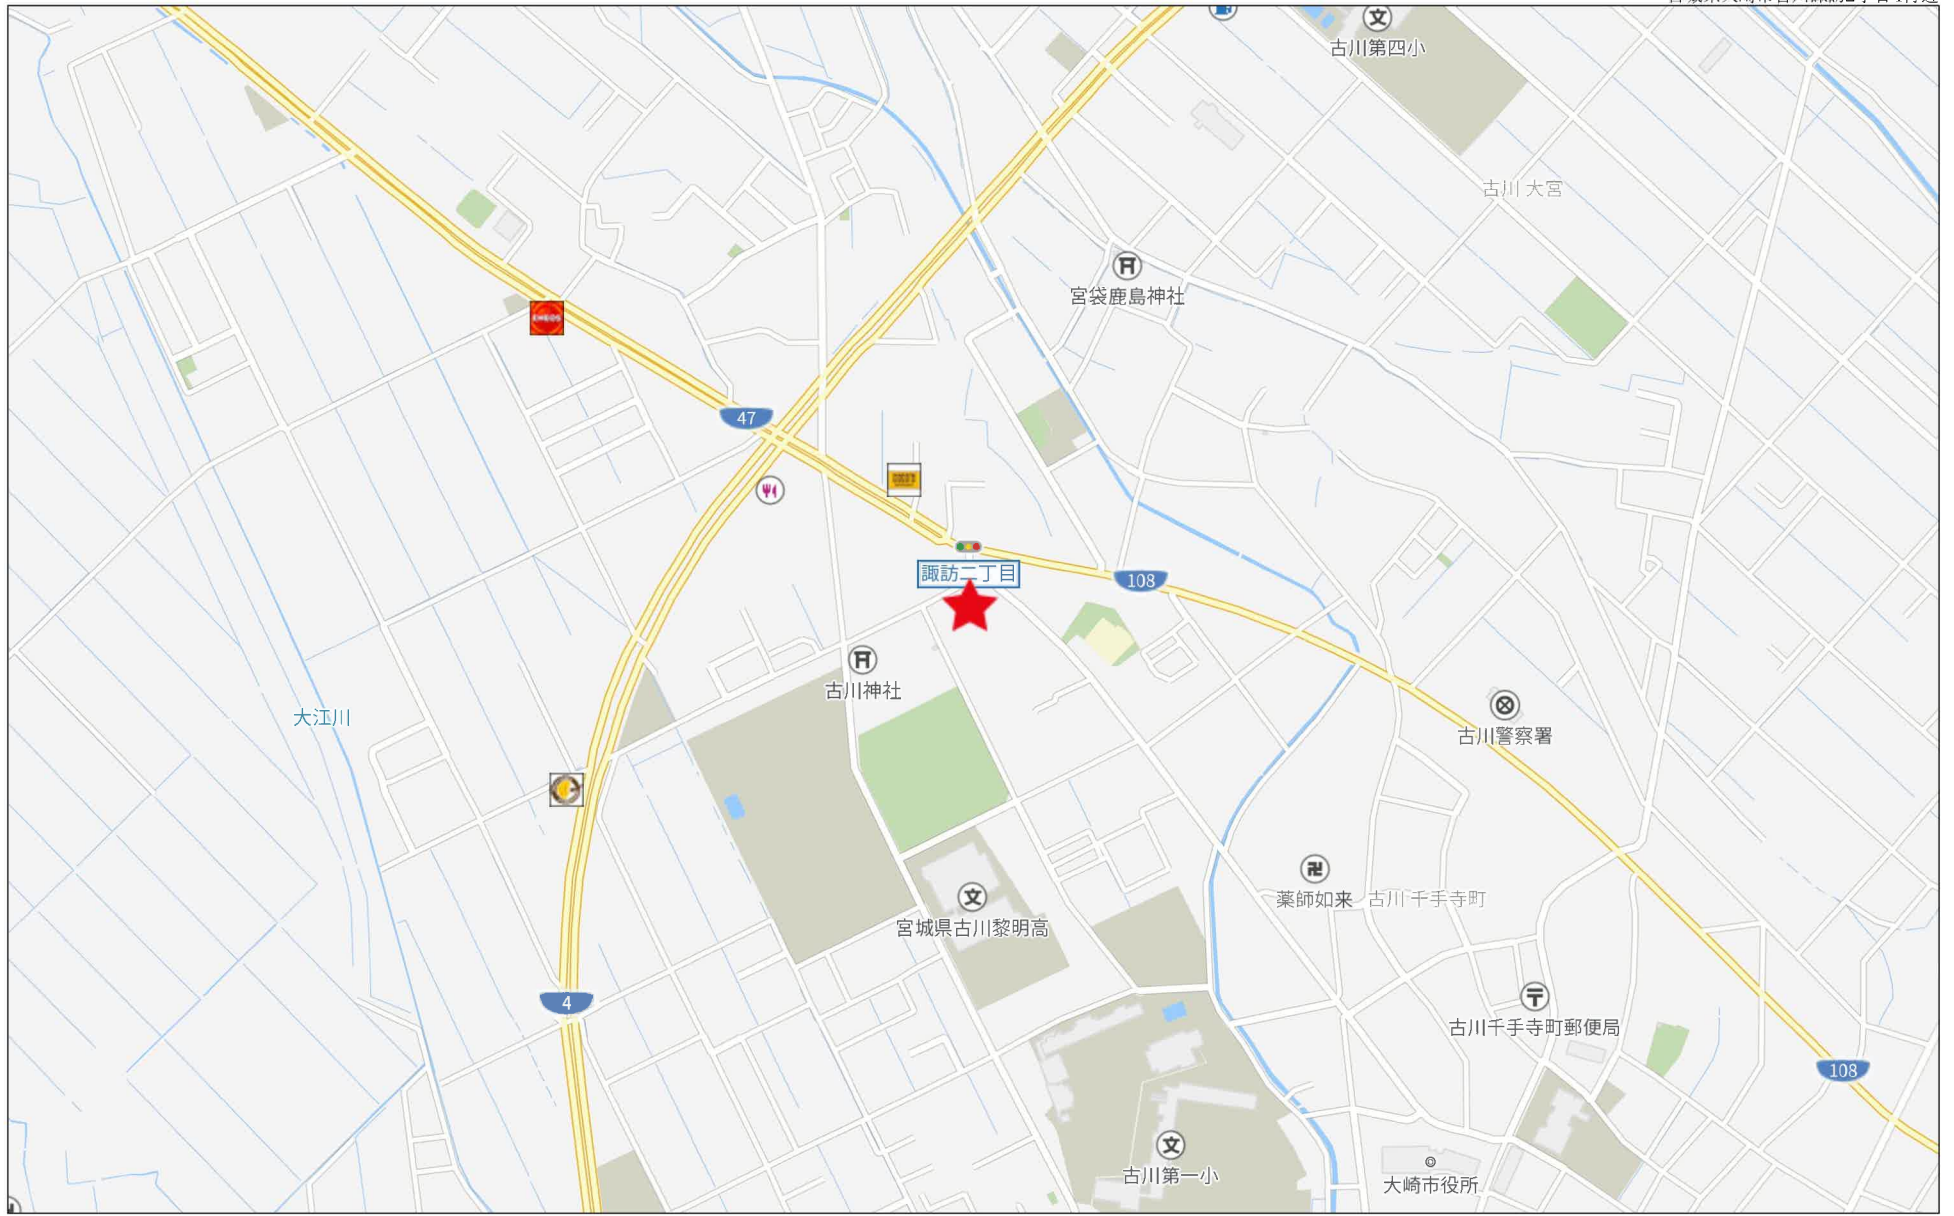 古川第四小
古川 大宮
宮袋鹿島神社
ENEOS
47
諏訪二丁目
108
古川神社
大江川
古川警察署
薬師如来
古川 千手寺町
宮城県古川黎明高
4
古川千手寺町郵便局
108
古川第一小
大崎市役所